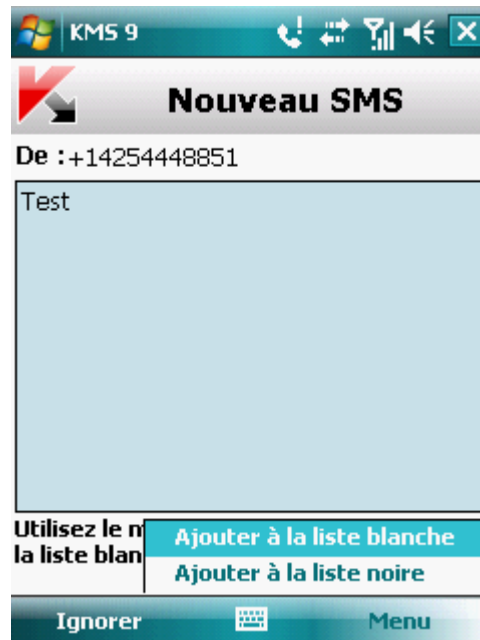 KMS 9
Nouveau SMS
De :+14254448851
Test
Utilisez le
la liste
Ajouter à la liste blanche
Ajouter à la liste noire
Ignorer
Menu